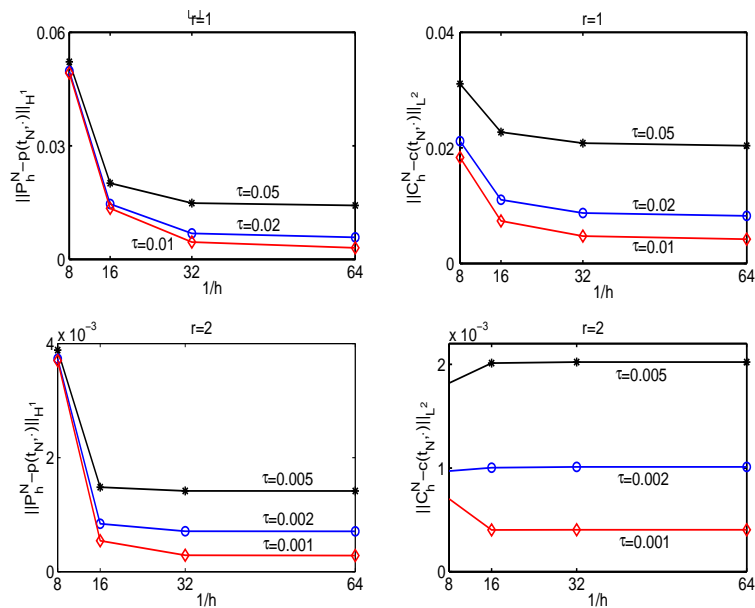 r=1
0.06
0.03
0
||P_h^N−p(t_N,·)||_H^1
τ=0.05
τ=0.02
τ=0.01
8 16 32 64
1/h
r=1
0.04
0.02
0
||C_h^N−c(t_N,·)||_L^2
τ=0.05
τ=0.02
τ=0.01
8 16 32 64
1/h
r=2
x 10^−3
4
2
0
||P_h^N−p(t_N,·)||_H^1
τ=0.005
τ=0.002
τ=0.001
8 16 32 64
1/h
r=2
x 10^−3
2
1
0
||C_h^N−c(t_N,·)||_L^2
τ=0.005
τ=0.002
τ=0.001
8 16 32 64
1/h